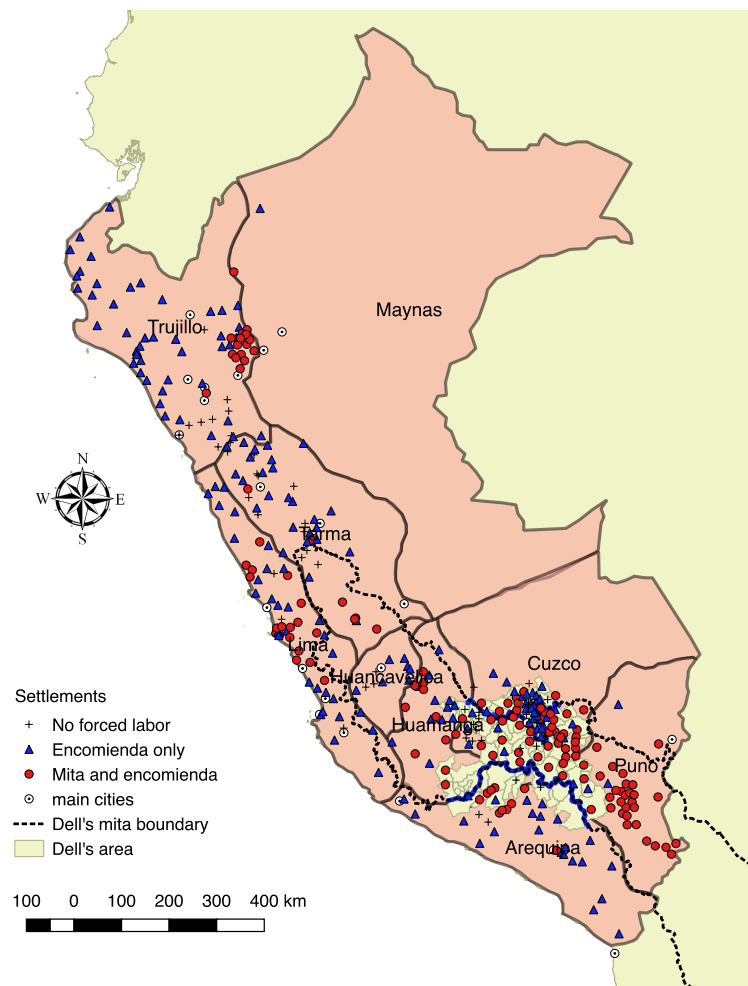 Maynas
Trujillo
N
W E
S
Tarma
Lima
Huancavelica
Cuzco
Huamanga
Puno
Arequipa
Settlements
No forced labor
Encomienda only
Mita and encomienda
main cities
Dell's mita boundary
Dell's area
100 0 100 200 300 400 km